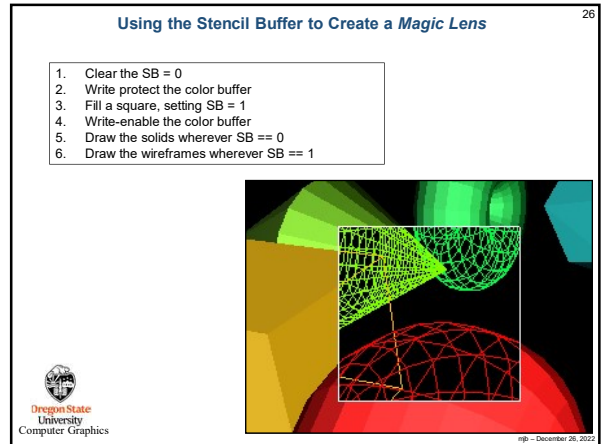 26
Using the Stencil Buffer to Create a Magic Lens
1. Clear the SB = 0
2. Write protect the color buffer
3. Fill a square, setting SB = 1
4. Write-enable the color buffer
5. Draw the solids wherever SB == 0
6. Draw the wireframes wherever SB == 1
Oregon State
University
Computer Graphics
mjb – December 26, 2022